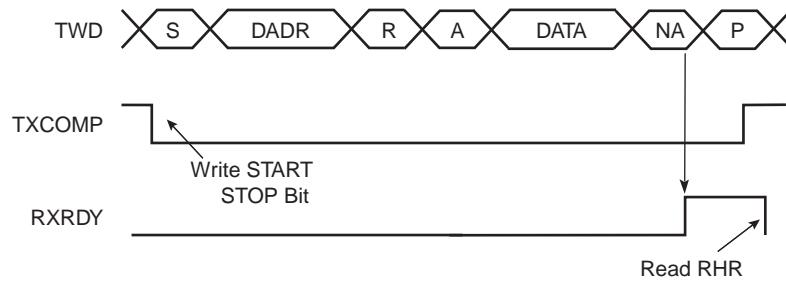 TWD S DADR R A DATA NA P
TXCOMP
Write START
STOP Bit
RXRDY
Read RHR